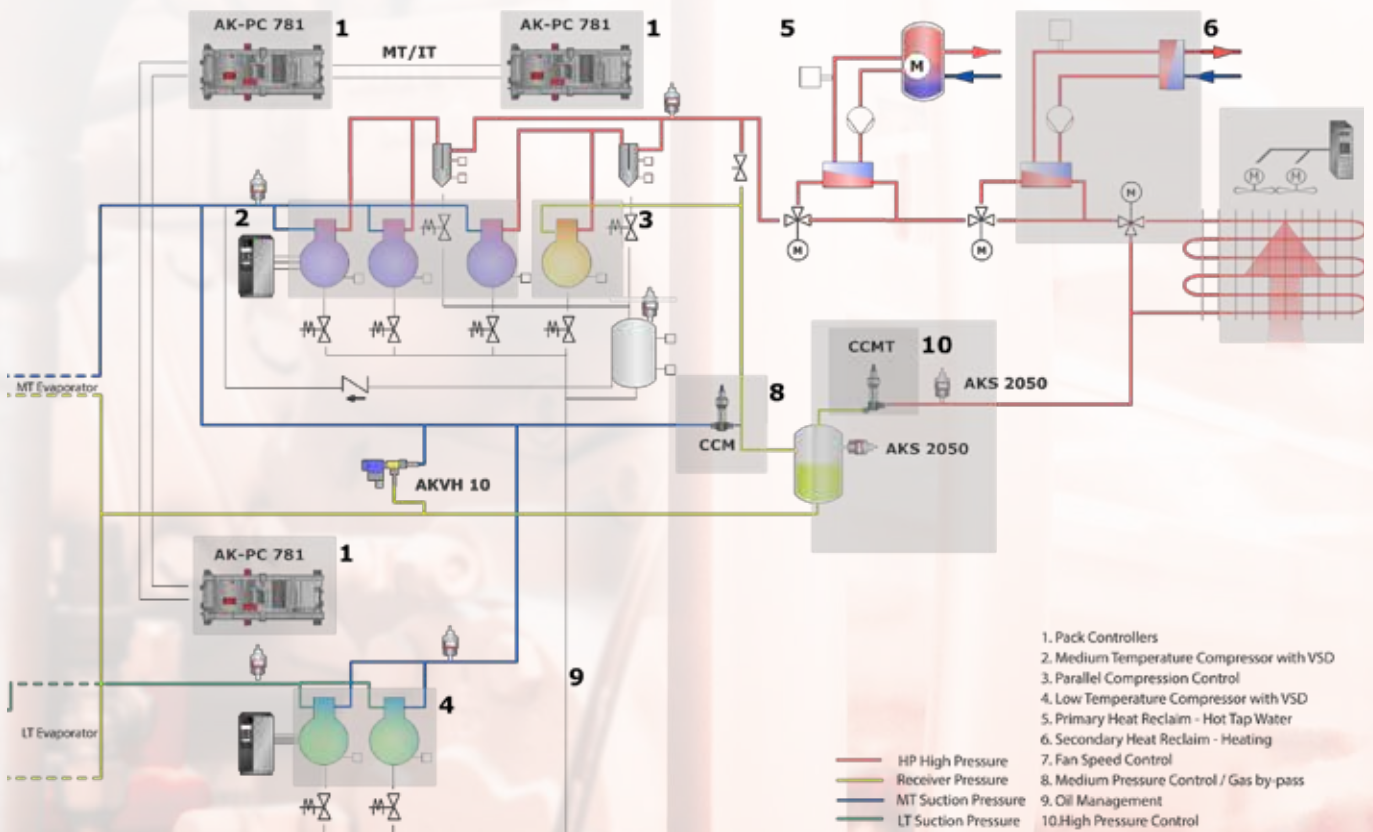 AK-PC 781
1
AK-PC 781
1
MT/IT
5
6
M
M
M
M
2
3
M
M
MT Evaporator
CCMT
10
AKS 2050
8
CCM
AKS 2050
AKVH 10
AK-PC 781
1
9
4
LT Evaporator
HP High Pressure
Receiver Pressure
MT Suction Pressure
LT Suction Pressure
1. Pack Controllers
2. Medium Temperature Compressor with VSD
3. Parallel Compression Control
4. Low Temperature Compressor with VSD
5. Primary Heat Reclaim - Hot Tap Water
6. Secondary Heat Reclaim - Heating
7. Fan Speed Control
8. Medium Pressure Control / Gas by-pass
9. Oil Management
10.High Pressure Control